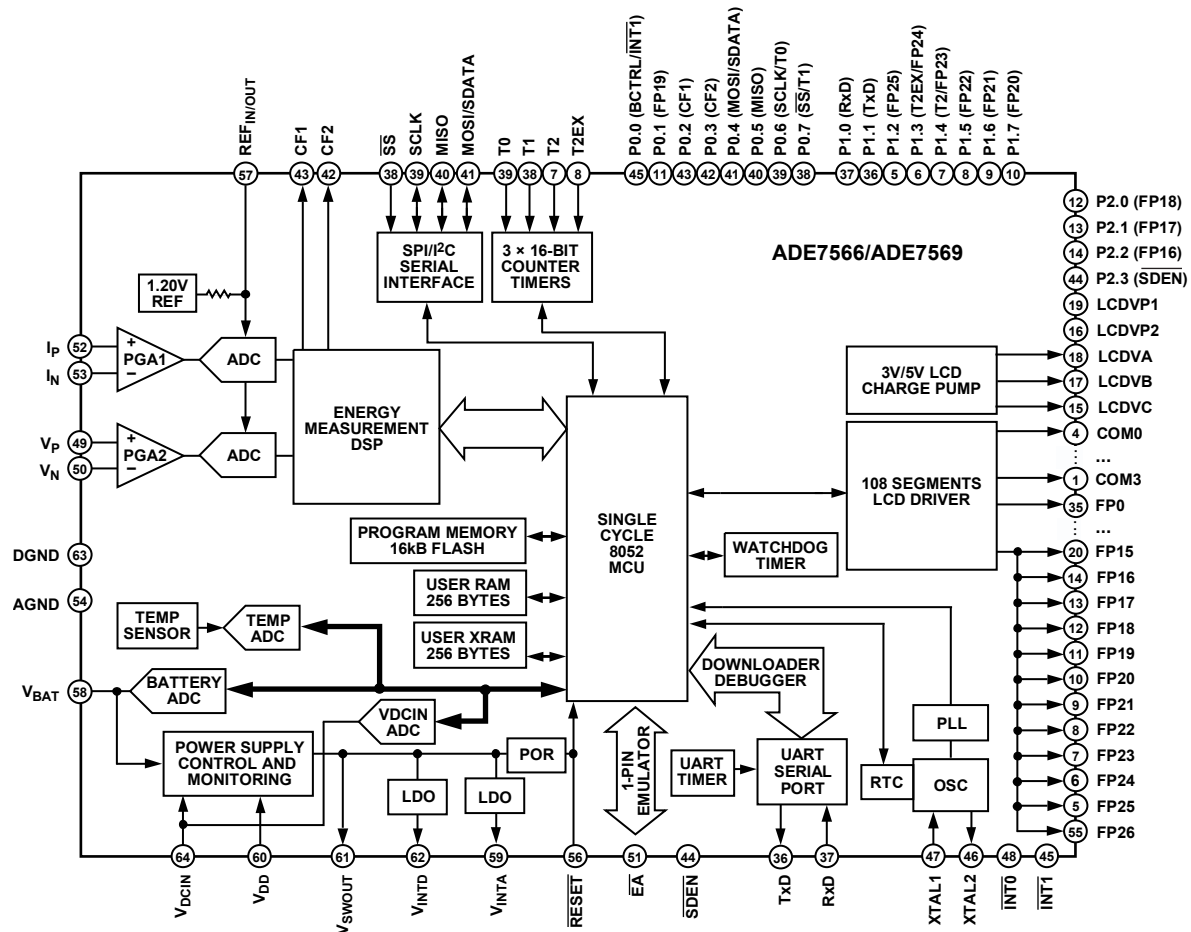 REFIN/OUT
CF1
CF2
SS
SCLK
MISO
MOSI/SDATA
T0
T1
T2
T2EX
P0.0 (BCTRL/INT1)
P0.1 (FP19)
P0.2 (CF1)
P0.3 (CF2)
P0.4 (MOSI/SDATA)
P0.5 (MISO)
P0.6 (SCLK/T0)
P0.7 (SS/T1)
P1.0 (RxD)
P1.1 (TxD)
P1.2 (FP25)
P1.3 (T2EX/FP24)
P1.4 (T2/FP23)
P1.5 (FP22)
P1.6 (FP21)
P1.7 (FP20)
57 43 42 38 39 40 41 39 38 7 8 45 11 43 42 41 40 39 38 37 36 5 6 7 8 9 10
12 P2.0 (FP18)
13 P2.1 (FP17)
14 P2.2 (FP16)
44 P2.3 (SDEN)
19 LCDVP1
16 LCDVP2
18 LCDVA
17 LCDVB
15 LCDVC
4 COM0
...
1 COM3
35 FP0
...
20 FP15
14 FP16
13 FP17
12 FP18
11 FP19
10 FP20
9 FP21
8 FP22
7 FP23
6 FP24
5 FP25
55 FP26
ADE7566/ADE7569
SPI/I2C
SERIAL
INTERFACE
3 × 16-BIT
COUNTER
TIMERS
1.20V
REF
IP 52
IN 53
+
PGA1
−
ADC
VP 49
VN 50
+
PGA2
−
ADC
ENERGY
MEASUREMENT
DSP
3V/5V LCD
CHARGE PUMP
108 SEGMENTS
LCD DRIVER
SINGLE
CYCLE
8052
MCU
PROGRAM MEMORY
16kB FLASH
WATCHDOG
TIMER
USER RAM
256 BYTES
USER XRAM
256 BYTES
DGND 63
AGND 54
TEMP
SENSOR
TEMP
ADC
VBAT 58
BATTERY
ADC
VDCIN
ADC
DOWNLOADER
DEBUGGER
POWER SUPPLY
CONTROL AND
MONITORING
POR
LDO
LDO
1-PIN
EMULATOR
UART
TIMER
UART
SERIAL
PORT
PLL
RTC
OSC
64 60 61 62 59 56 51 44 36 37 47 46 48 45
VDCIN
VDD
VSWOUT
VINTD
VINTA
RESET
EA
SDEN
TxD
RxD
XTAL1
XTAL2
INT0
INT1